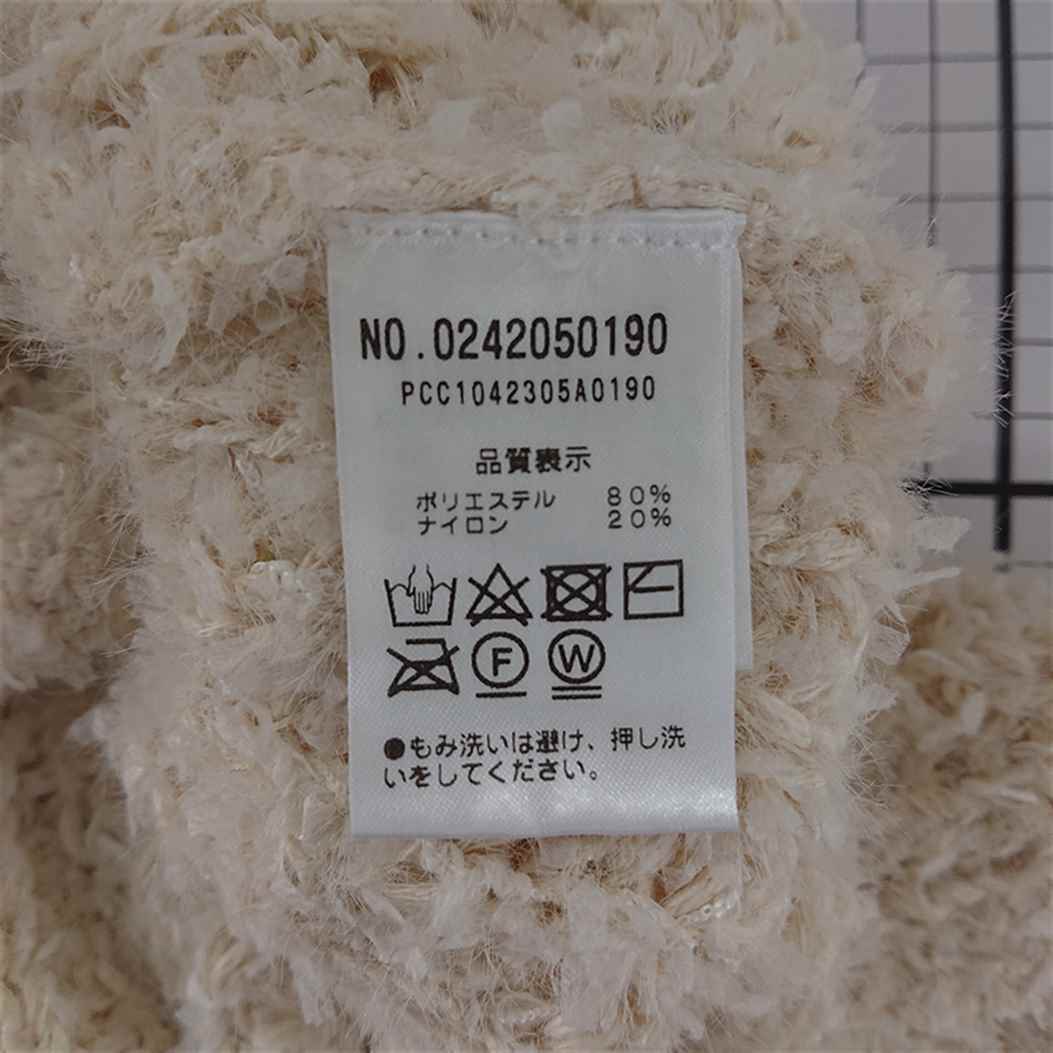 NO.0242050190
PCC1042305A0190
品質表示
ポリエステル 80%
ナイロン 20%
F W
●もみ洗いは避け、押し洗
いをしてください。